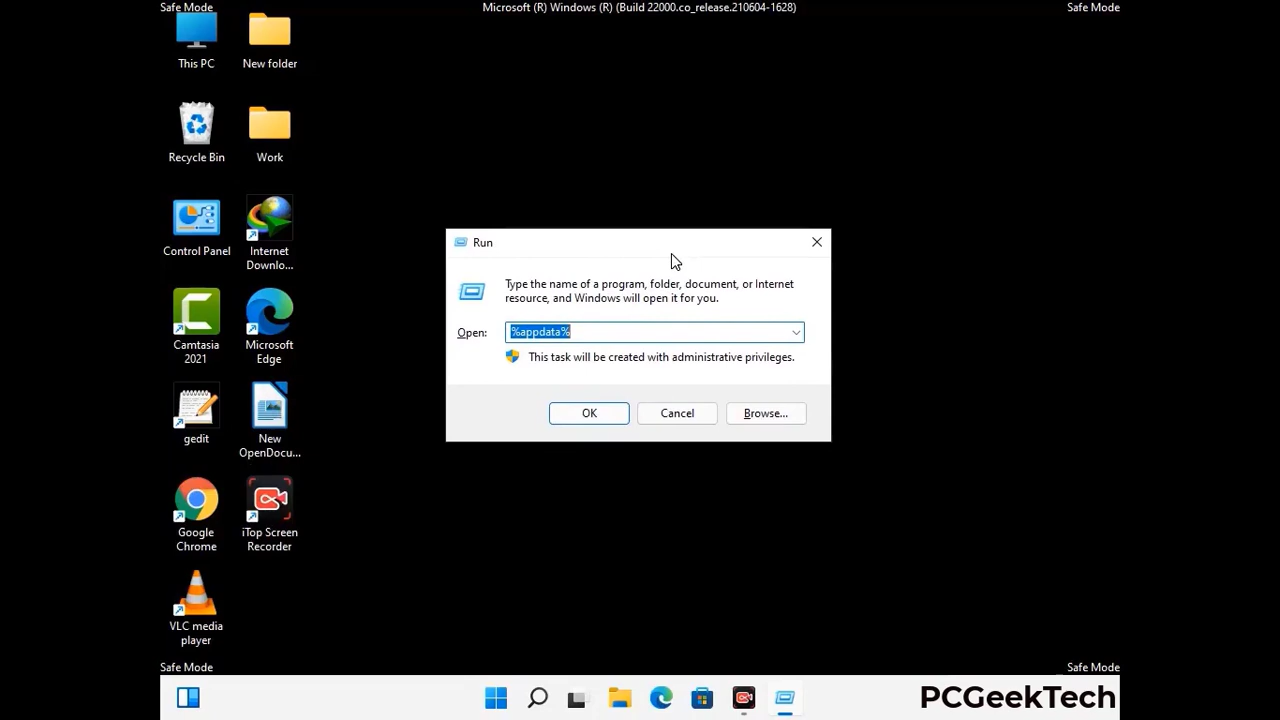 Safe Mode
Microsoft (R) Windows (R) (Build 22000.co_release.210604-1628)
Safe Mode
This PC
New folder
Recycle Bin
Work
Control Panel
Internet
Downlo...
Camtasia
2021
Microsoft
Edge
gedit
New
OpenDocu...
Google
Chrome
iTop Screen
Recorder
VLC media
player
Run
Type the name of a program, folder, document, or Internet
resource, and Windows will open it for you.
Open:
%appdata%
This task will be created with administrative privileges.
OK
Cancel
Browse...
Safe Mode
Safe Mode
PCGeekTech